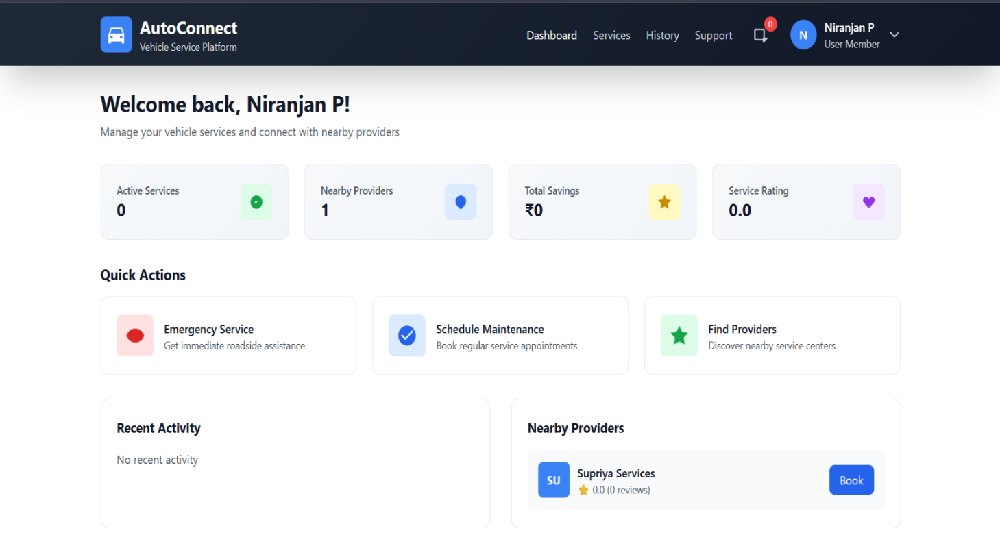 AutoConnect
Vehicle Service Platform
Dashboard
Services
History
Support
0
N
Niranjan P
User Member
Welcome back, Niranjan P!
Manage your vehicle services and connect with nearby providers
Active Services
0
Nearby Providers
1
Total Savings
₹0
Service Rating
0.0
Quick Actions
Emergency Service
Get immediate roadside assistance
Schedule Maintenance
Book regular service appointments
Find Providers
Discover nearby service centers
Recent Activity
No recent activity
Nearby Providers
SU
Supriya Services
0.0 (0 reviews)
Book